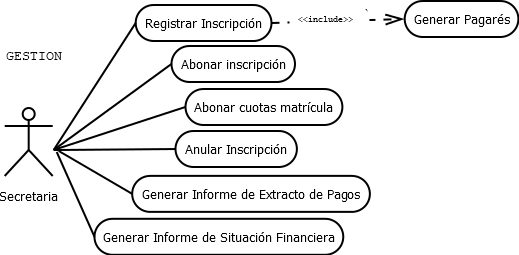 Registrar Inscripción
<<include>>
Generar Pagarés
GESTION
Abonar inscripción
Abonar cuotas matrícula
Anular Inscripción
Secretaria
Generar Informe de Extracto de Pagos
Generar Informe de Situación Financiera